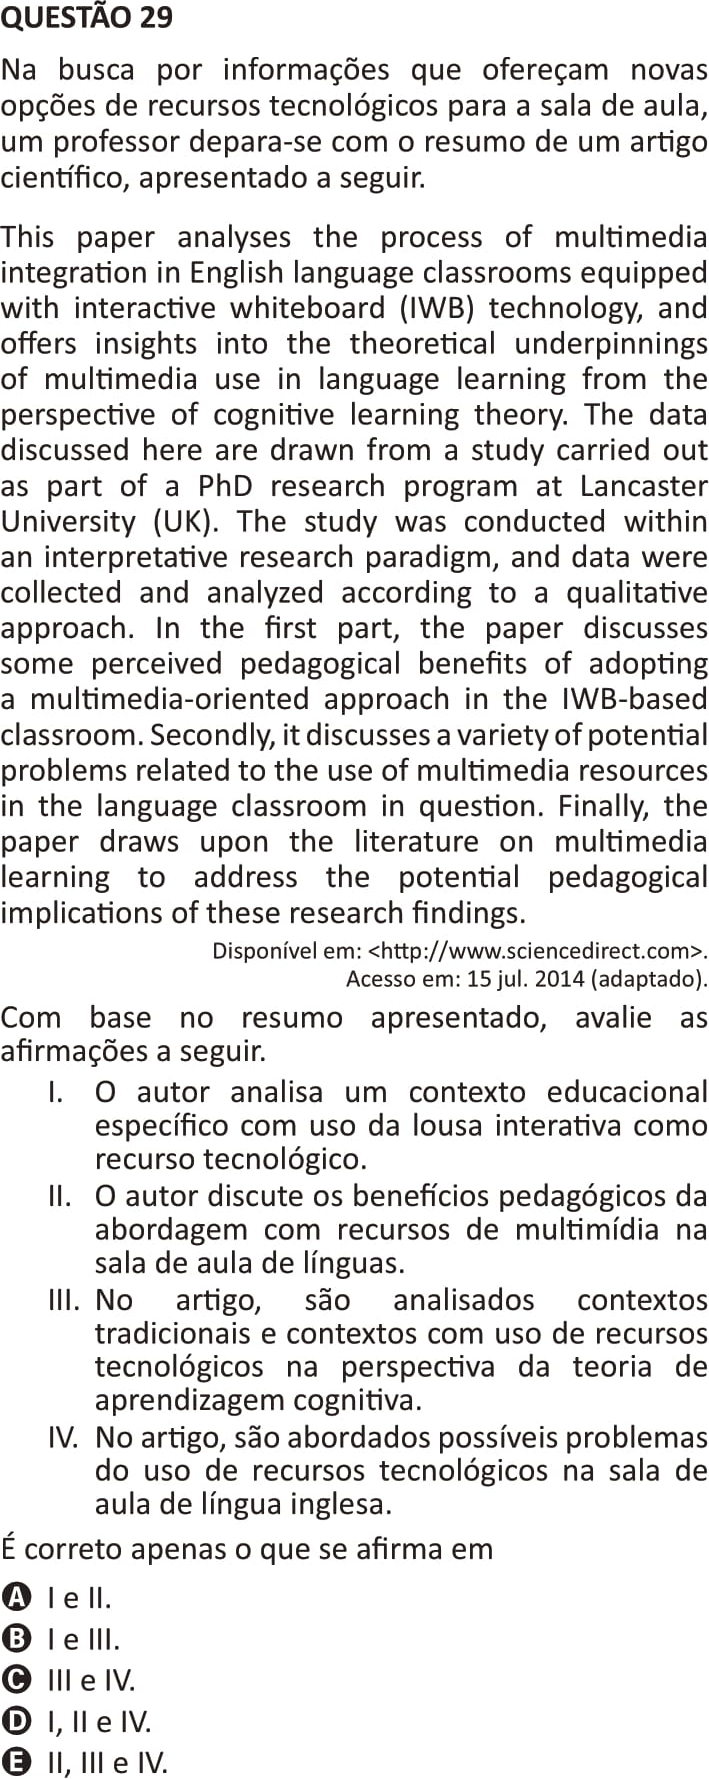 QUESTÃO 29
Na busca por informações que ofereçam novas
opções de recursos tecnológicos para a sala de aula,
um professor depara-se com o resumo de um artigo
científico, apresentado a seguir.
This paper analyses the process of multimedia
integration in English language classrooms equipped
with interactive whiteboard (IWB) technology, and
offers insights into the theoretical underpinnings
of multimedia use in language learning from the
perspective of cognitive learning theory. The data
discussed here are drawn from a study carried out
as part of a PhD research program at Lancaster
University (UK). The study was conducted within
an interpretative research paradigm, and data were
collected and analyzed according to a qualitative
approach. In the first part, the paper discusses
some perceived pedagogical benefits of adopting
a multimedia-oriented approach in the IWB-based
classroom. Secondly, it discusses a variety of potential
problems related to the use of multimedia resources
in the language classroom in question. Finally, the
paper draws upon the literature on multimedia
learning to address the potential pedagogical
implications of these research findings.
Disponível em: <http://www.sciencedirect.com>.
Acesso em: 15 jul. 2014 (adaptado).
Com base no resumo apresentado, avalie as
afirmações a seguir.
I. O autor analisa um contexto educacional
específico com uso da lousa interativa como
recurso tecnológico.
II. O autor discute os benefícios pedagógicos da
abordagem com recursos de multimídia na
sala de aula de línguas.
III. No artigo, são analisados contextos
tradicionais e contextos com uso de recursos
tecnológicos na perspectiva da teoria de
aprendizagem cognitiva.
IV. No artigo, são abordados possíveis problemas
do uso de recursos tecnológicos na sala de
aula de língua inglesa.
É correto apenas o que se afirma em
A I e II.
B I e III.
C III e IV.
D I, II e IV.
E II, III e IV.